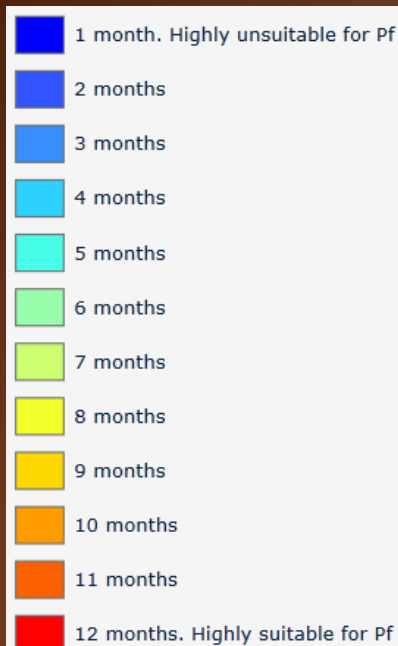 1 month. Highly unsuitable for Pf
2 months
3 months
4 months
5 months
6 months
7 months
8 months
9 months
10 months
11 months
12 months. Highly suitable for Pf